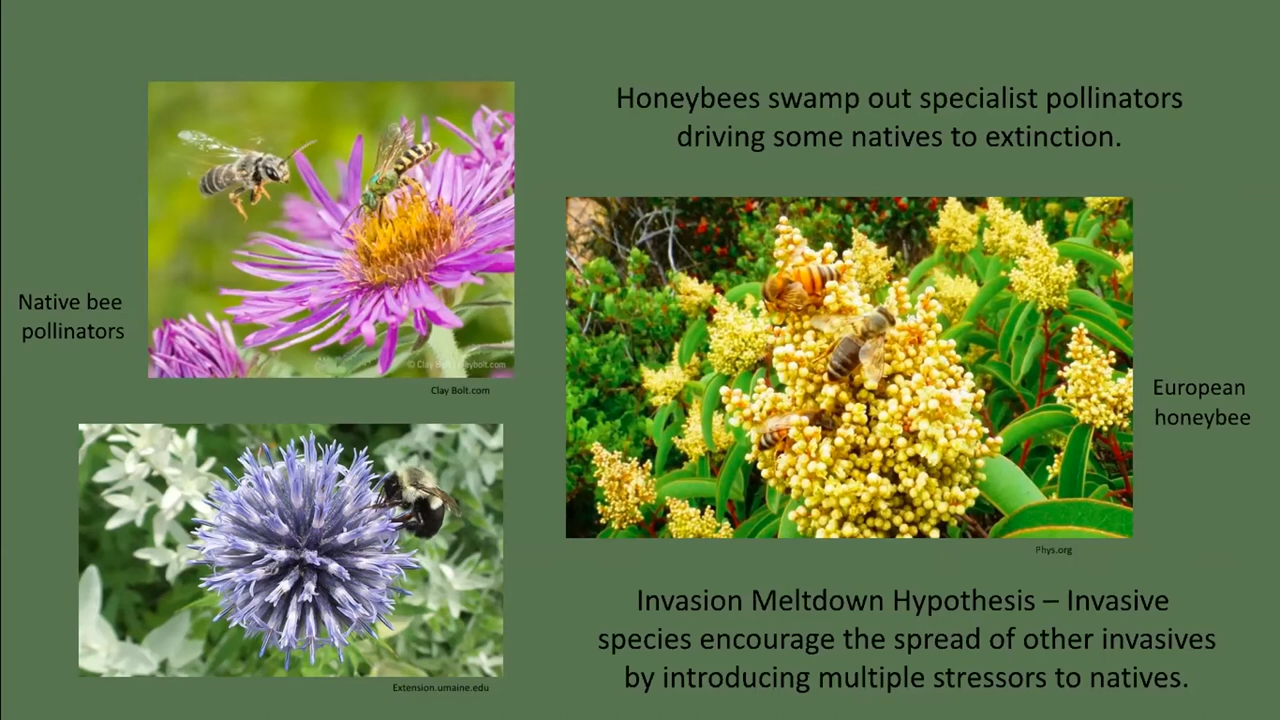 Honeybees swamp out specialist pollinators
driving some natives to extinction.
Native bee
pollinators
Clay Bolt.com
European
honeybee
Phys.org
Extension.umaine.edu
Invasion Meltdown Hypothesis – Invasive
species encourage the spread of other invasives
by introducing multiple stressors to natives.